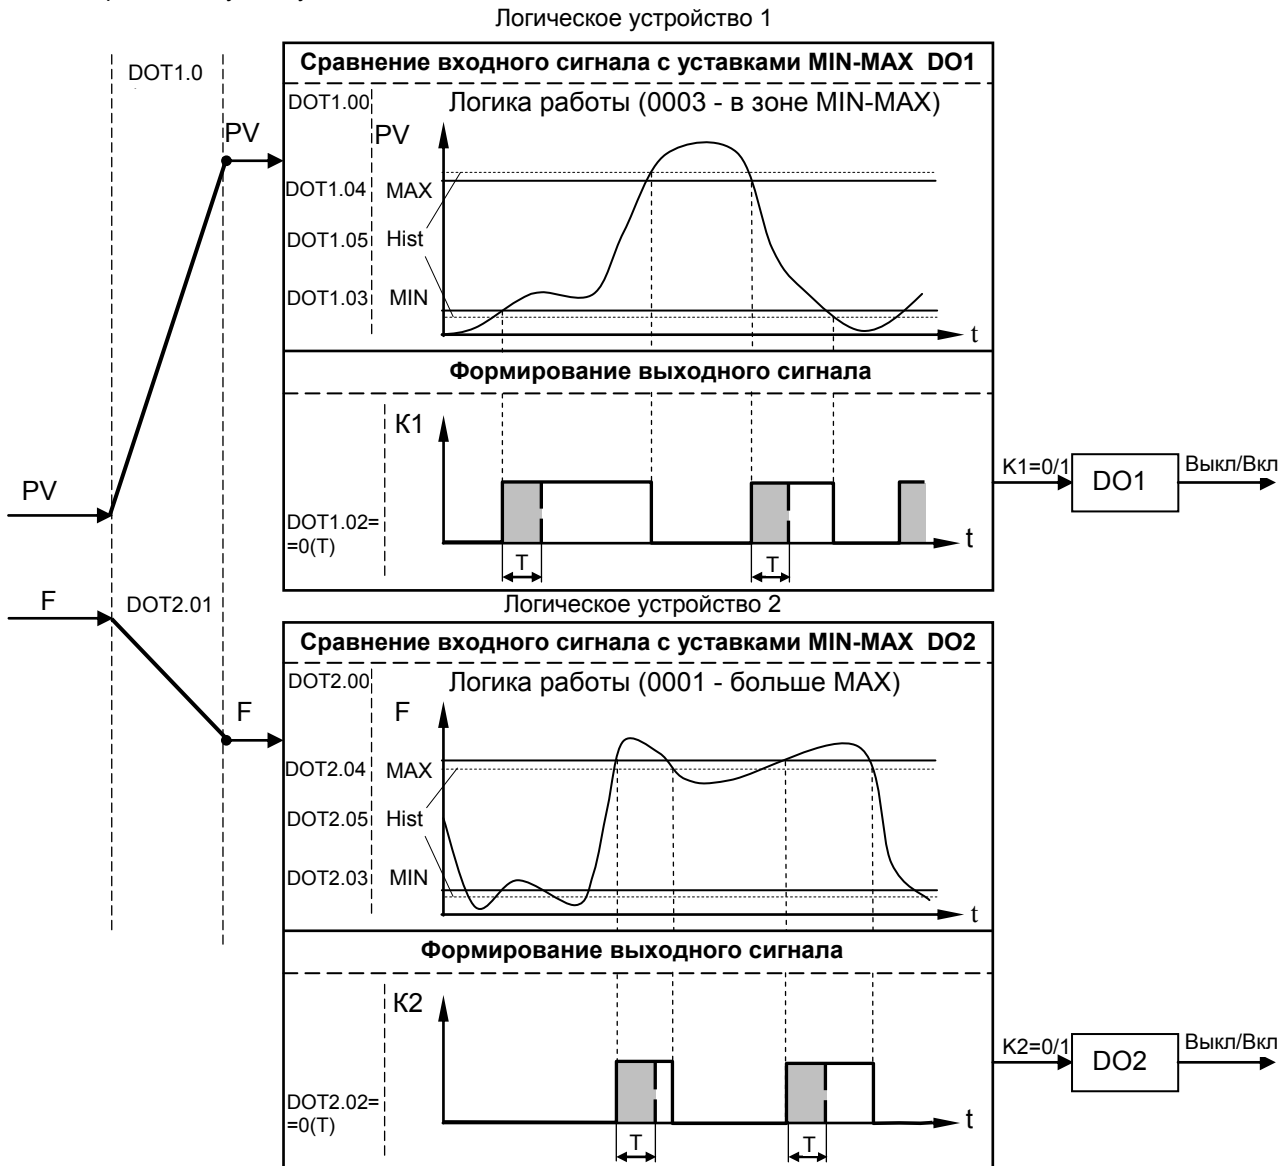 Логическое устройство 1
Сравнение входного сигнала с уставками MIN-MAX DO1
DOT1.0
DOT1.00
Логика работы (0003 - в зоне MIN-MAX)
PV
PV
DOT1.04
MAX
DOT1.05
Hist
DOT1.03
MIN
t
Формирование выходного сигнала
К1
PV
K1=0/1
DO1
Выкл/Вкл
DOT1.02=
=0(T)
T
T
t
F
DOT2.01
Логическое устройство 2
Сравнение входного сигнала с уставками MIN-MAX DO2
DOT2.00
Логика работы (0001 - больше MAX)
F
F
DOT2.04
MAX
DOT2.05
Hist
DOT2.03
MIN
t
Формирование выходного сигнала
К2
K2=0/1
DO2
Выкл/Вкл
DOT2.02=
=0(T)
T
T
t